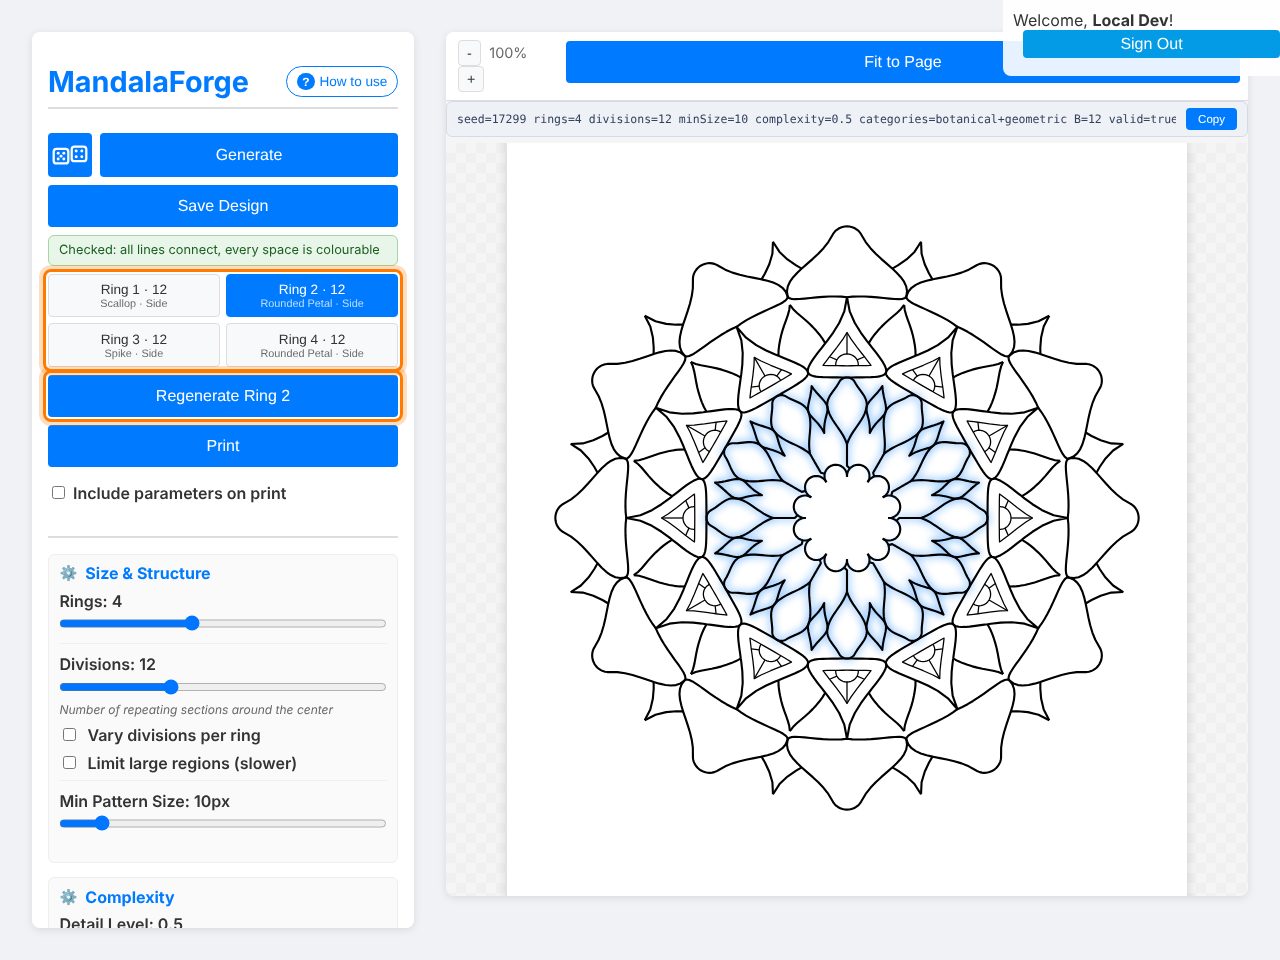 Welcome, Local Dev!
Sign Out
MandalaForge
? How to use
Generate
Save Design
Checked: all lines connect, every space is colourable
Ring 1 · 12
Scallop · Side
Ring 2 · 12
Rounded Petal · Side
Ring 3 · 12
Spike · Side
Ring 4 · 12
Rounded Petal · Side
Regenerate Ring 2
Print
Include parameters on print
Size & Structure
Rings: 4
Divisions: 12
Number of repeating sections around the center
Vary divisions per ring
Limit large regions (slower)
Min Pattern Size: 10px
Complexity
Detail Level: 0.5
- 100%
+
Fit to Page
seed=17299 rings=4 divisions=12 minSize=10 complexity=0.5 categories=botanical+geometric B=12 valid=true
Copy